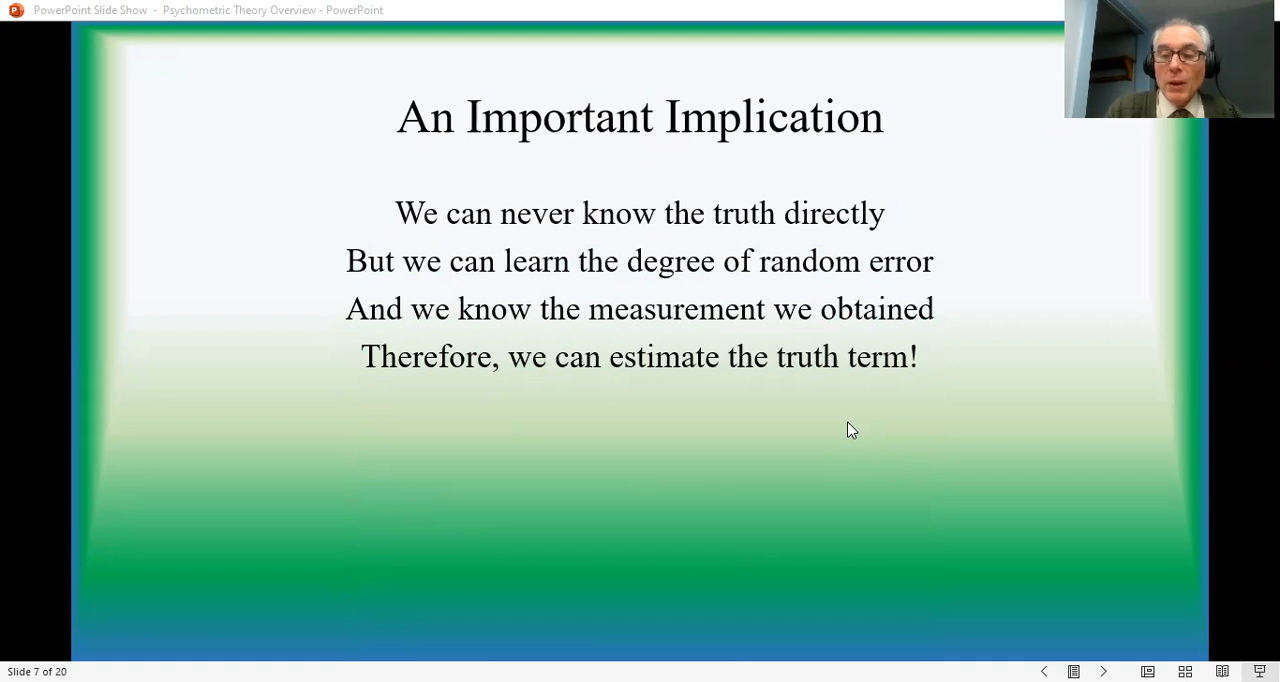 PowerPoint Slide Show - Psychometric Theory Overview - PowerPoint
An Important Implication
We can never know the truth directly
But we can learn the degree of random error
And we know the measurement we obtained
Therefore, we can estimate the truth term!
Slide 7 of 20